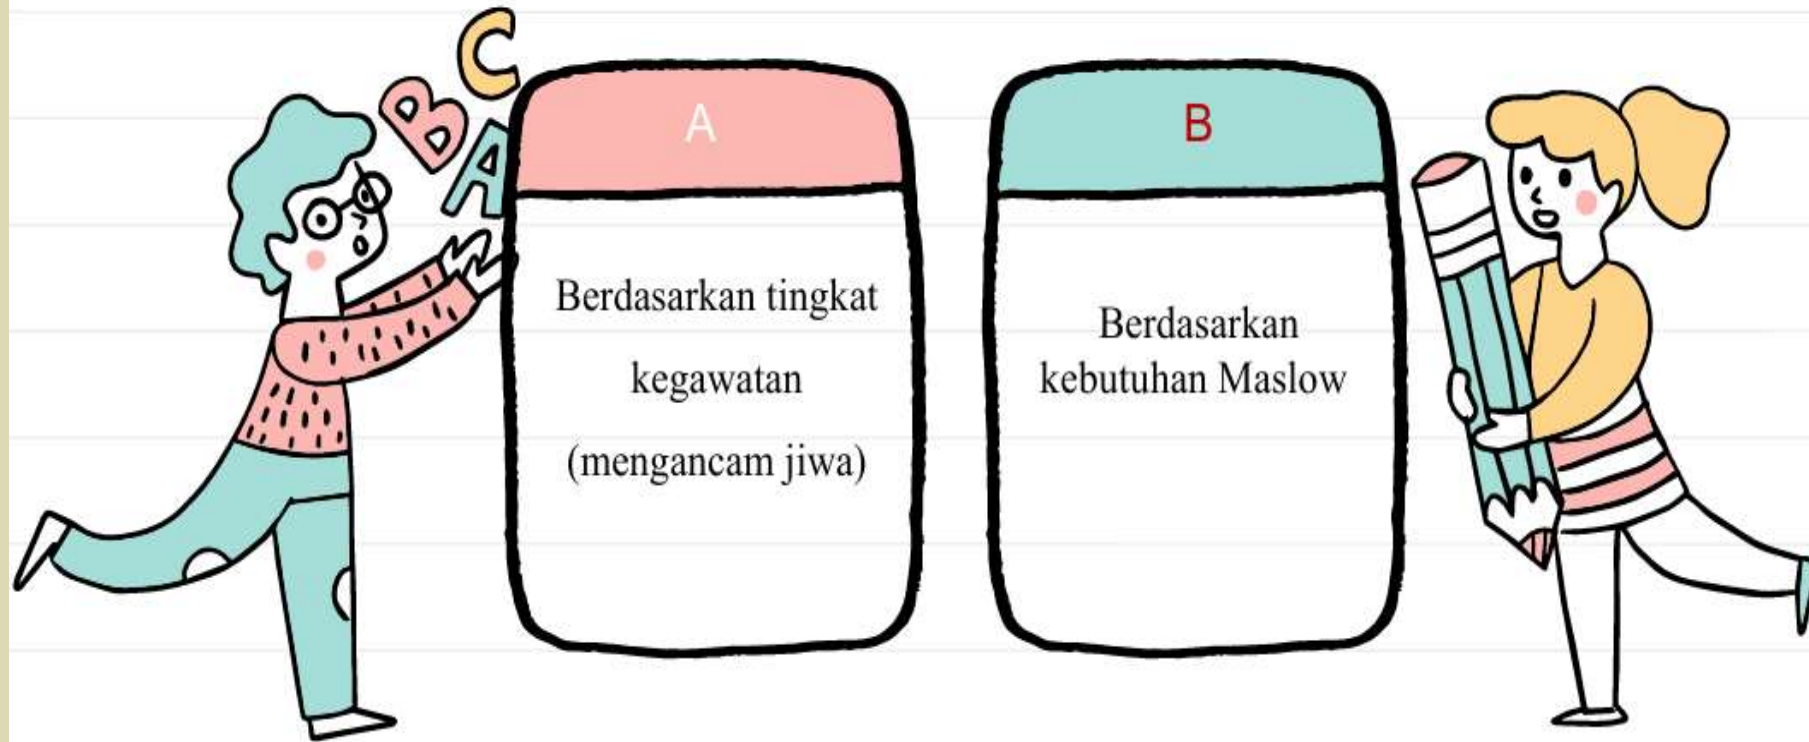 C
B
A
A
Berdasarkan tingkat
kegawatan
(mengancam jiwa)
B
Berdasarkan
kebutuhan Maslow